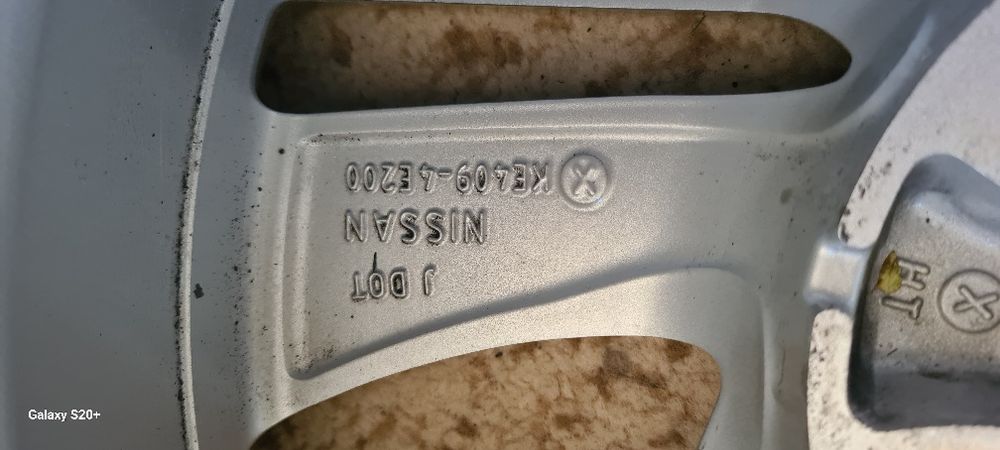 J DOT
NISSAN
ⓧ KE409-4E200
HT ⓧ
Galaxy S20+